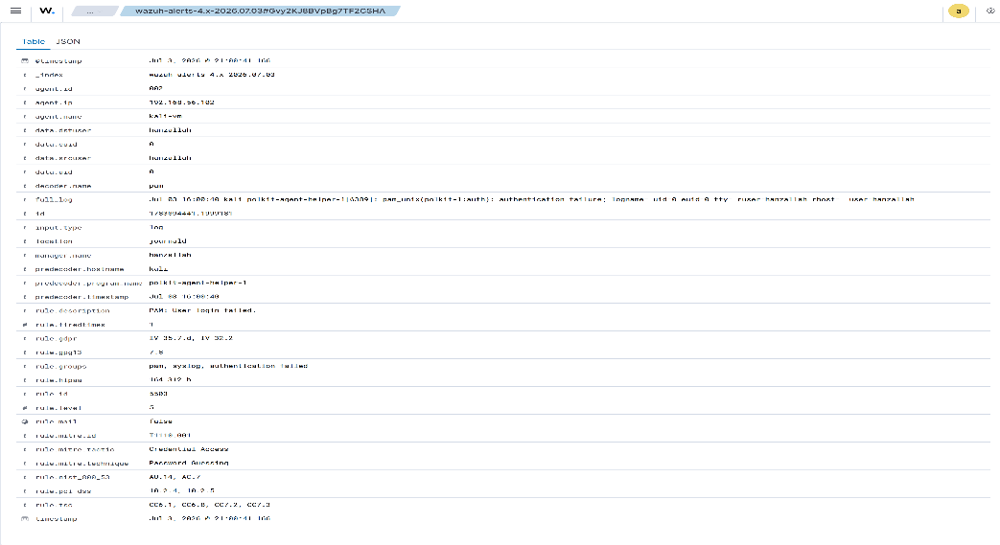 W.
... wazuh-alerts-4.x-2026.07.03#Gvy2KJ8BVpBg7TF2CSHA
a
Table JSON
@timestamp Jul 3, 2026 @ 21:00:41.166
_index wazuh-alerts-4.x-2026.07.03
agent.id 002
agent.ip 192.168.56.102
agent.name kali-vm
data.dstuser hanzallah
data.euid 0
data.srcuser hanzallah
data.uid 0
decoder.name pam
full_log Jul 03 16:00:40 kali polkit-agent-helper-1[6389]: pam_unix(polkit-1:auth): authentication failure; logname= uid=0 euid=0 tty= ruser=hanzallah rhost= user=hanzallah
id
input.type log
location journald
manager.name hanzallah
predecoder.hostname kali
predecoder.program_name polkit-agent-helper-1
predecoder.timestamp Jul 03 16:00:40
rule.description PAM: User login failed.
rule.firedtimes
rule.gdpr IV_35.7.d, IV_32.2
rule.gpg13 7.8
rule.groups pam, syslog, authentication_failed
rule.hipaa 164.312.b
rule.id 5503
rule.level 5
rule.mail false
rule.mitre.id T1110.001
rule.mitre.tactic Credential Access
rule.mitre.technique Password Guessing
rule.nist_800_53 AU.14, AC.7
rule.pci_dss 10.2.4, 10.2.5
rule.tsc CC6.1, CC6.8, CC7.2, CC7.3
timestamp Jul 3, 2026 @ 21:00:41.166